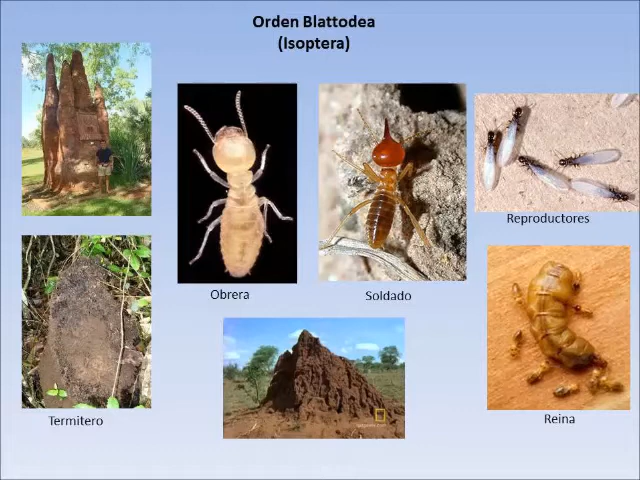 Orden Blattodea
(Isoptera)
Reproductores
Obrera
Soldado
Termitero
Reina